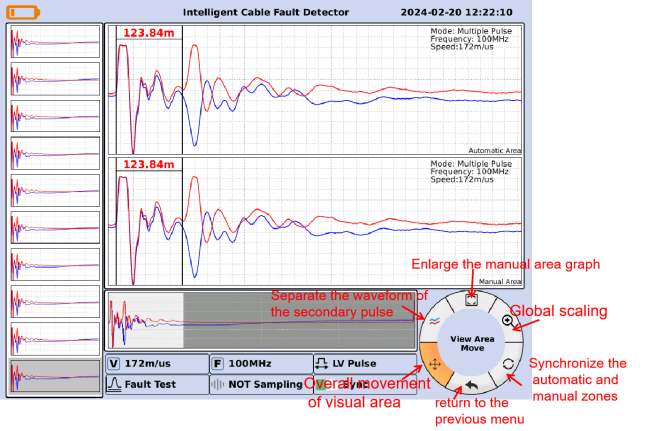 Intelligent Cable Fault Detector
2024-02-20 12:22:10
123.84m
Mode: Multiple Pulse
Frequency: 100MHz
Speed:172m/us
Automatic Area
123.84m
Mode: Multiple Pulse
Frequency: 100MHz
Speed:172m/us
Manual Area
Enlarge the manual area graph
Separate the waveform of
the secondary pulse
Global scaling
View Area
Move
V 172m/us
F 100MHz
LV Pulse
Fault Test
NOT Sampling
Sync
Overall movement
of visual area
Synchronize the
automatic and
manual zones
return to the
previous menu